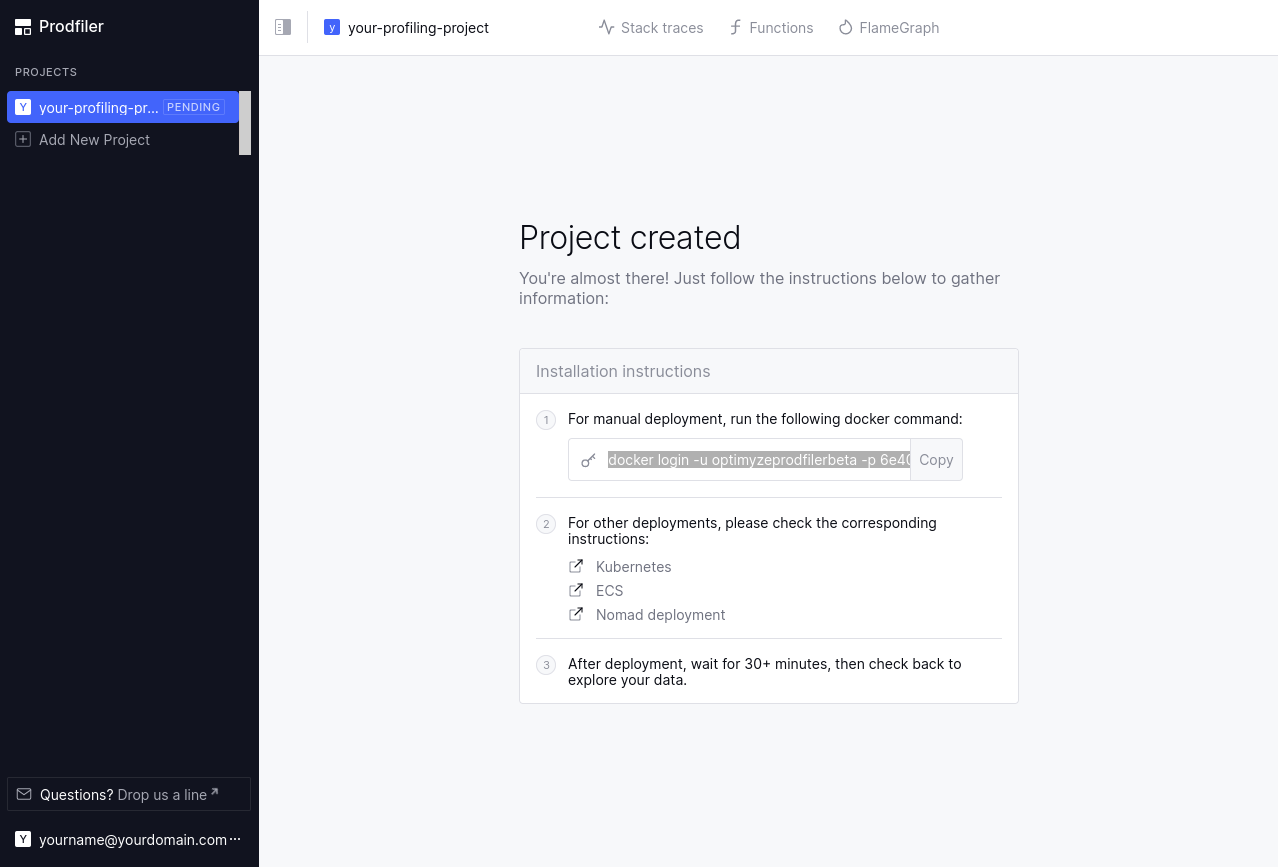 Prodfiler
PROJECTS
Y your-profiling-pr... PENDING
Add New Project
Questions? Drop us a line
Y yourname@yourdomain.com ...
y your-profiling-project
Stack traces
Functions
FlameGraph
Project created
You're almost there! Just follow the instructions below to gather
information:
Installation instructions
1 For manual deployment, run the following docker command:
docker login -u optimyzeprodfilerbeta -p 6e40 Copy
2 For other deployments, please check the corresponding
instructions:
Kubernetes
ECS
Nomad deployment
3 After deployment, wait for 30+ minutes, then check back to
explore your data.